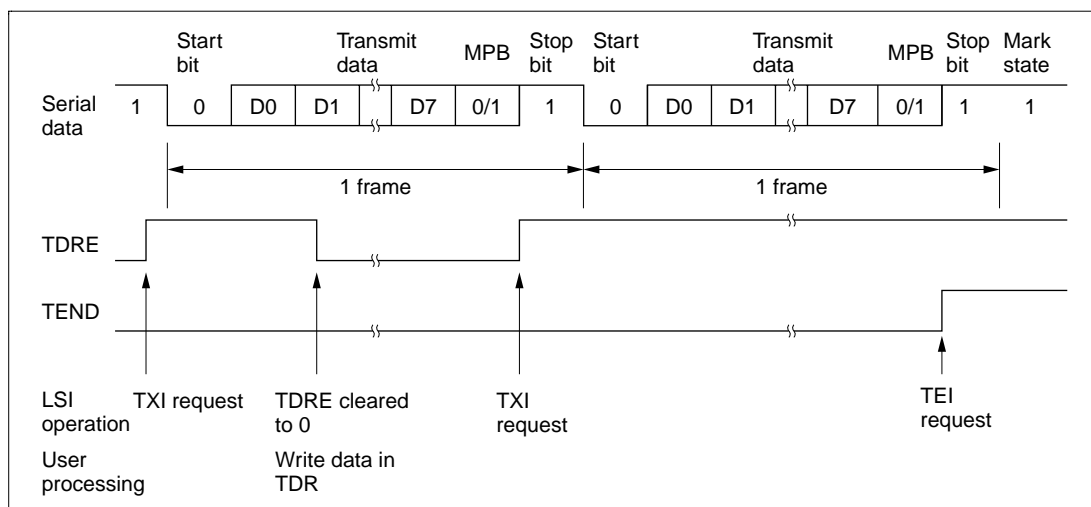 Start bit Transmit data MPB Stop bit Start bit Transmit data MPB Stop bit Mark state
Serial data 1 0 D0 D1 D7 0/1 1 0 D0 D1 D7 0/1 1 1
1 frame 1 frame
TDRE
TEND
LSI operation TXI request TDRE cleared to 0 TXI request TEI request
User processing Write data in TDR